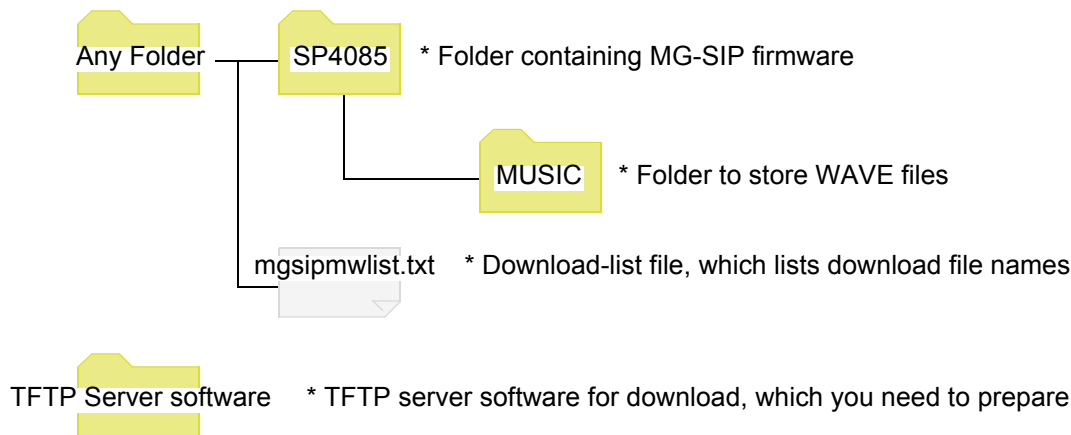 Any Folder
SP4085
* Folder containing MG-SIP firmware
MUSIC
* Folder to store WAVE files
mgsipmwlist.txt
* Download-list file, which lists download file names
TFTP Server software
* TFTP server software for download, which you need to prepare